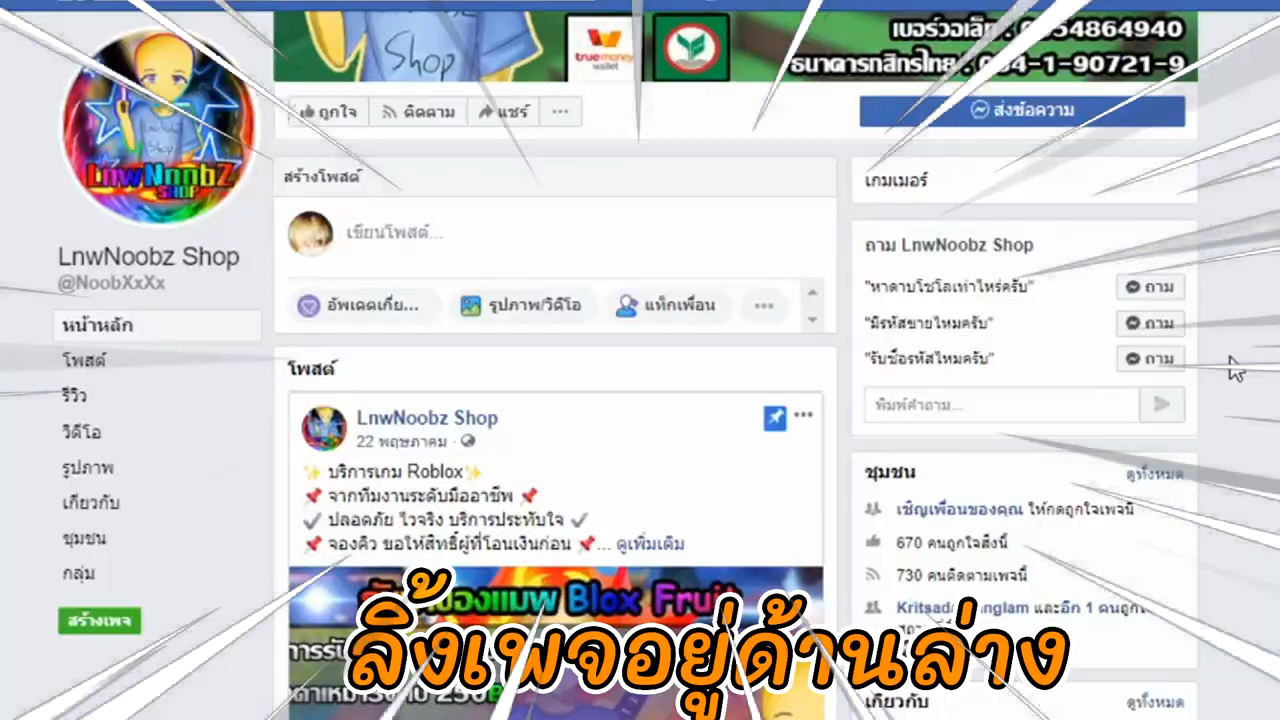 Shop
truemoney
wallet
ธนาคารกสิกรไทย
ถูกใจ
ติดตาม
แชร์
ส่งข้อความ
LnwNoobZ
SHOP
LnwNoobz Shop
@NoobXxXx
หน้าหลัก
โพสต์
รีวิว
วิดีโอ
รูปภาพ
เกี่ยวกับ
ชุมชน
กลุ่ม
สร้างเพจ
สร้างโพสต์
เขียนโพสต์...
อัพเดตเกี่ย...
รูปภาพ/วิดีโอ
แท็กเพื่อน
โพสต์
LnwNoobz Shop
22 พฤษภาคม
✨ บริการเกม Roblox✨
📌 จากทีมงานระดับมืออาชีพ 📌
✔ ปลอดภัย ไวจริง บริการประทับใจ ✔
📌 จองคิว ขอให้สิทธิ์ผู้ที่โอนเงินก่อน 📌... ดูเพิ่มเติม
Blox Fruit
เกมเมอร์
ถาม LnwNoobz Shop
"หาดาบโซโลเท่าไหร่ครับ"
ถาม
"มีรหัสขายไหมครับ"
ถาม
"รับซื้อรหัสไหมครับ"
ถาม
พิมพ์คำถาม...
ชุมชน
ดูทั้งหมด
เชิญเพื่อนของคุณ ให้กดถูกใจเพจนี้
670 คนถูกใจสิ่งนี้
730 คนติดตามเพจนี้
และอีก 1 คน
เกี่ยวกับ
ดูทั้งหมด
ลิ้งเพจอยู่ด้านล่าง